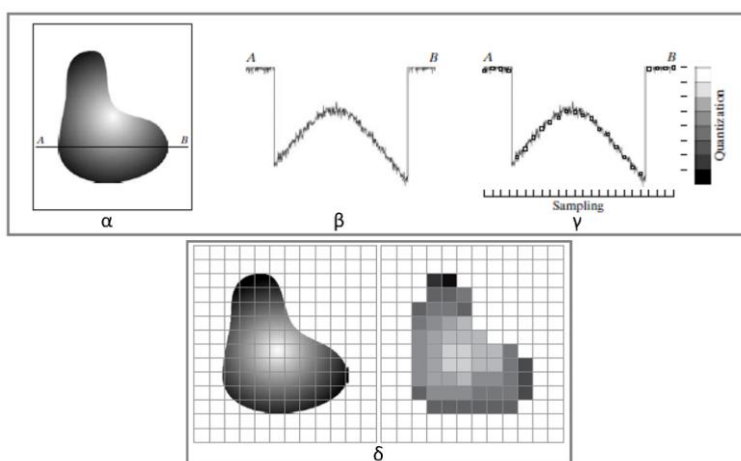 A B
A B
A B
Quantization
Sampling
α β γ
δ